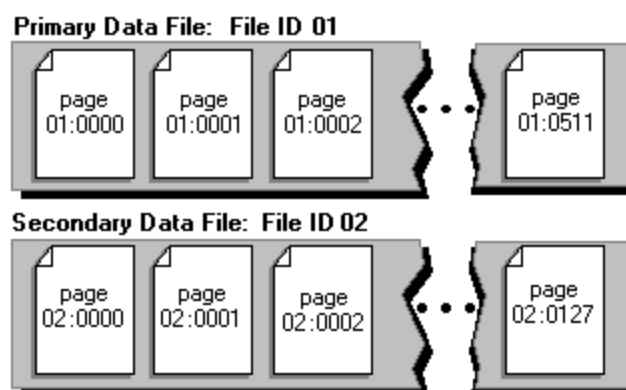 Primary Data File: File ID 01
page
01:0000
page
01:0001
page
01:0002
page
01:0511
Secondary Data File: File ID 02
page
02:0000
page
02:0001
page
02:0002
page
02:0127